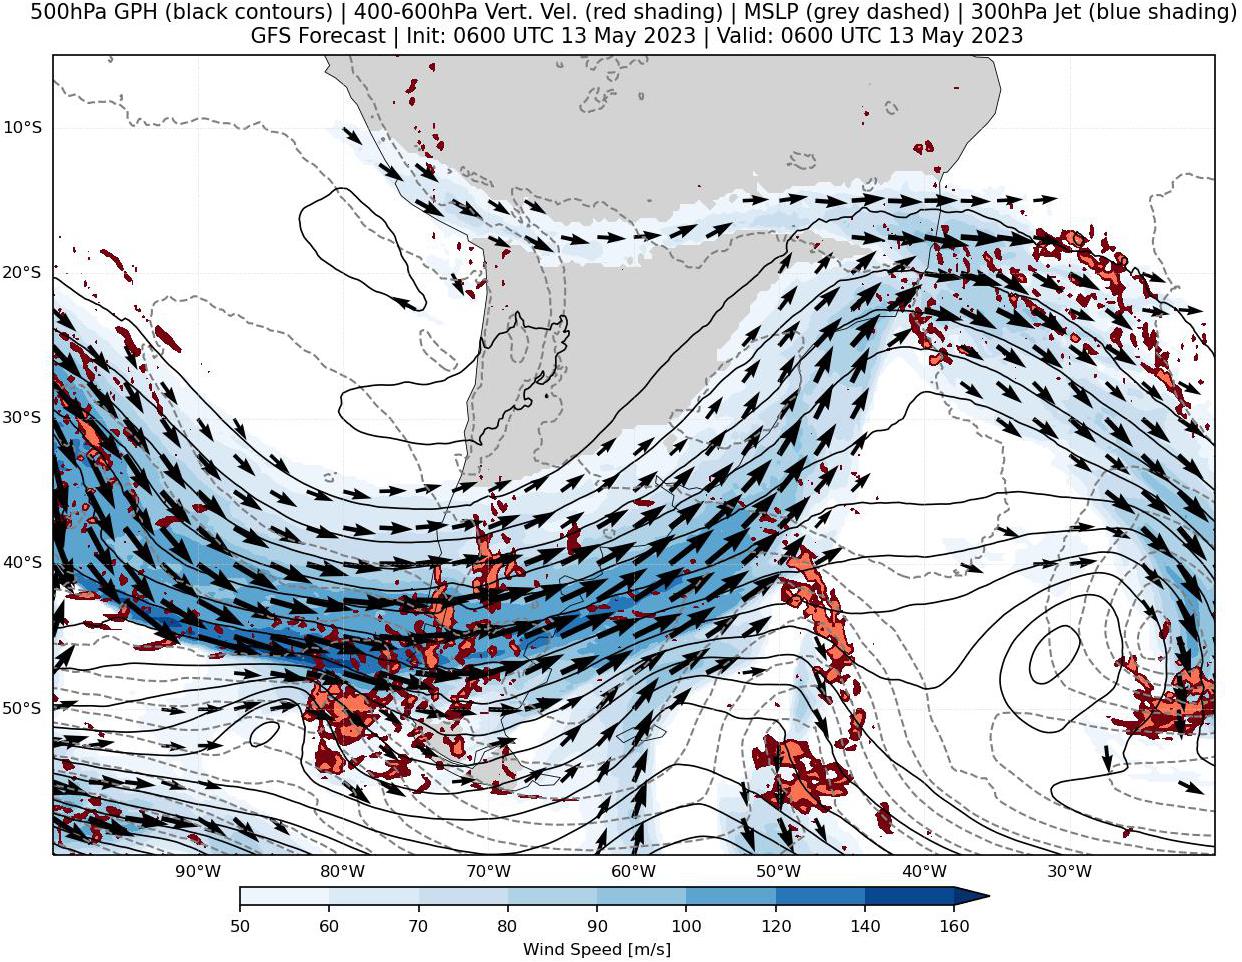 500hPa GPH (black contours) | 400-600hPa Vert. Vel. (red shading) | MSLP (grey dashed) | 300hPa Jet (blue shading)
GFS Forecast | Init: 0600 UTC 13 May 2023 | Valid: 0600 UTC 13 May 2023
10°S
20°S
30°S
40°S
50°S
90°W 80°W 70°W 60°W 50°W 40°W 30°W
50 60 70 80 90 100 120 140 160
Wind Speed [m/s]